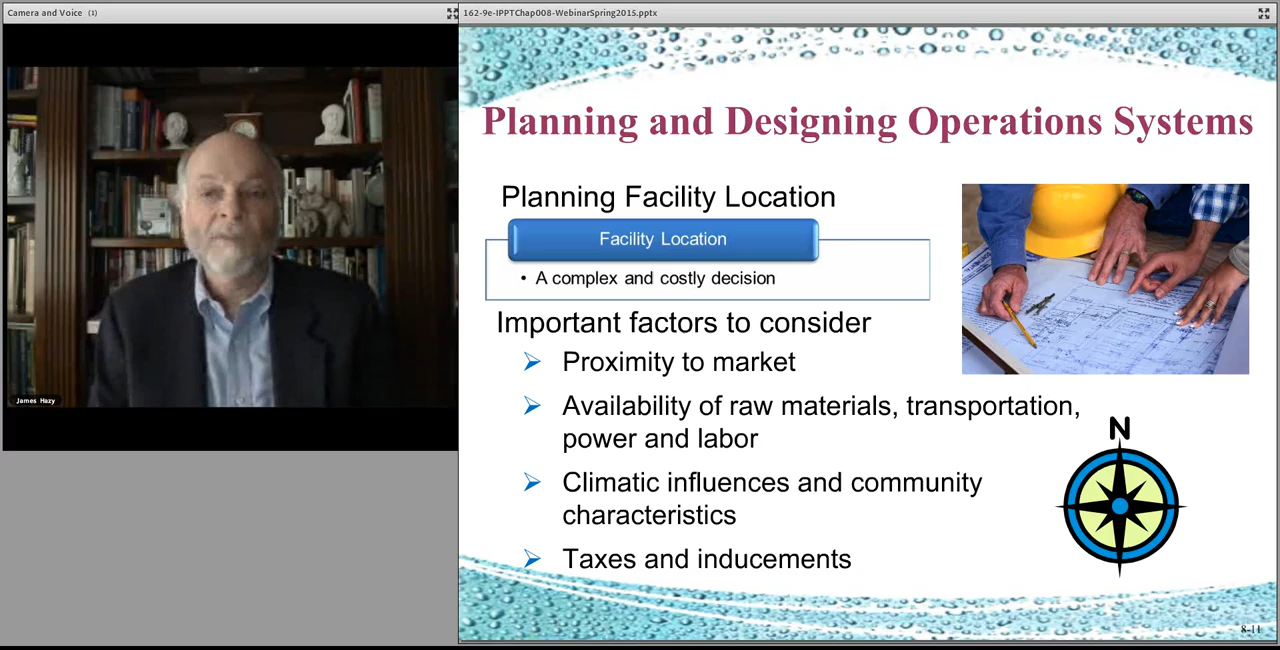 Camera and Voice (1)
162-9e-IPPTChap008-WebinarSpring2015.pptx
James Hazy
Planning and Designing Operations Systems
Planning Facility Location
Facility Location
• A complex and costly decision
Important factors to consider
Proximity to market
Availability of raw materials, transportation,
power and labor
Climatic influences and community
characteristics
Taxes and inducements
N
8-11